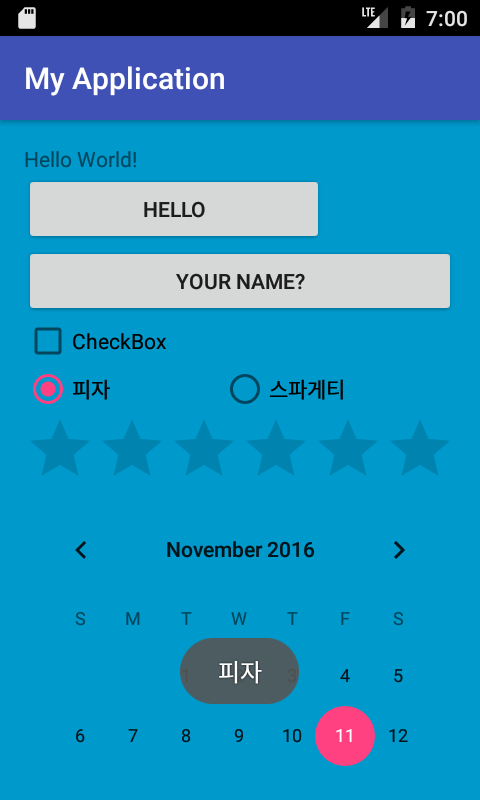 LTE 7:00
My Application
Hello World!
HELLO
YOUR NAME?
CheckBox
피자 스파게티
November 2016
S M T W T F S
1 3 4 5
피자
6 7 8 9 10 11 12